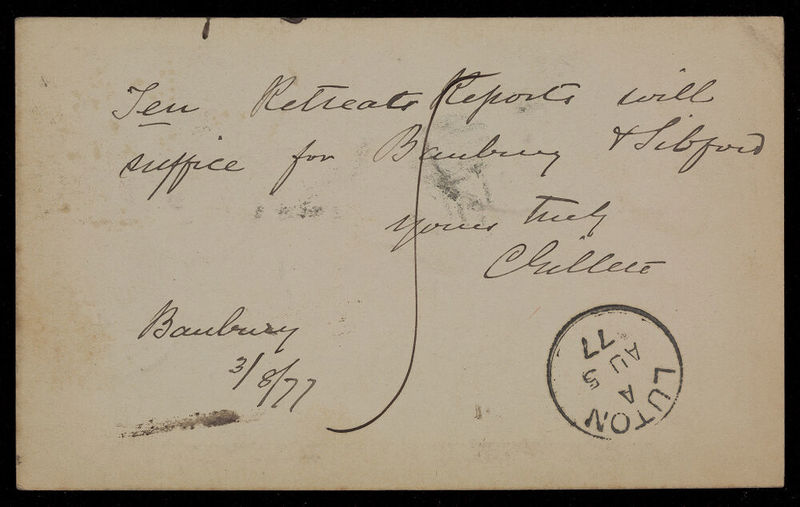 Ten Retreats Reports will
suffice for Banbury & Sibford
yours truly
C Gillett
Banbury
3/8/77
LUTON
A
AU 5
77